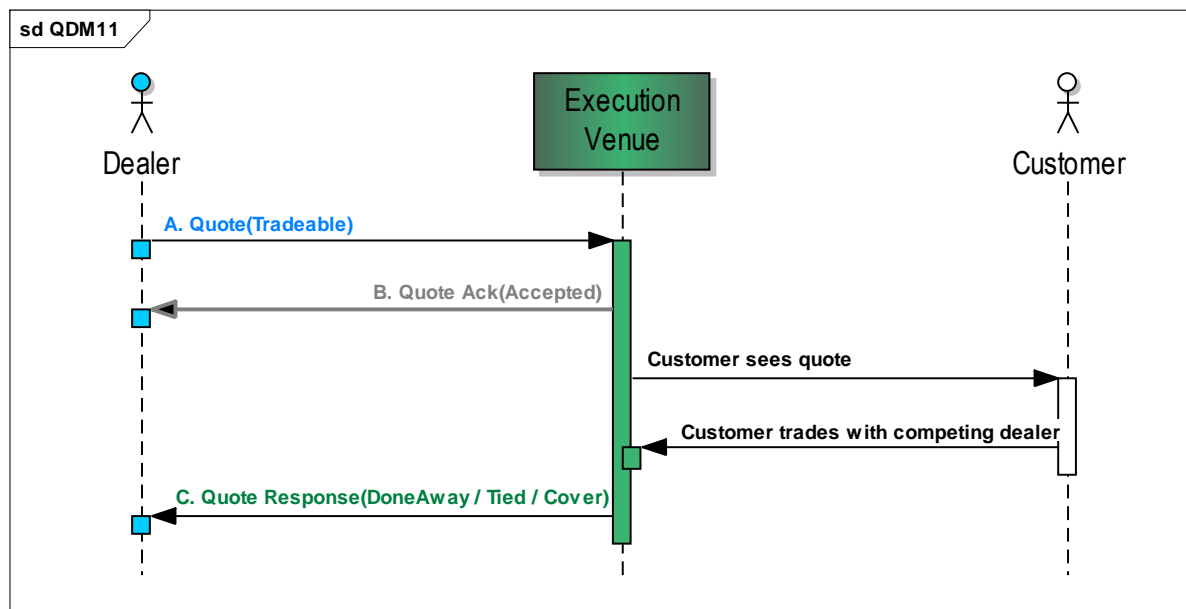 sd QDM11
Execution
Venue
Dealer
Customer
A. Quote(Tradeable)
B. Quote Ack(Accepted)
Customer sees quote
Customer trades with competing dealer
C. Quote Response(DoneAway / Tied / Cover)